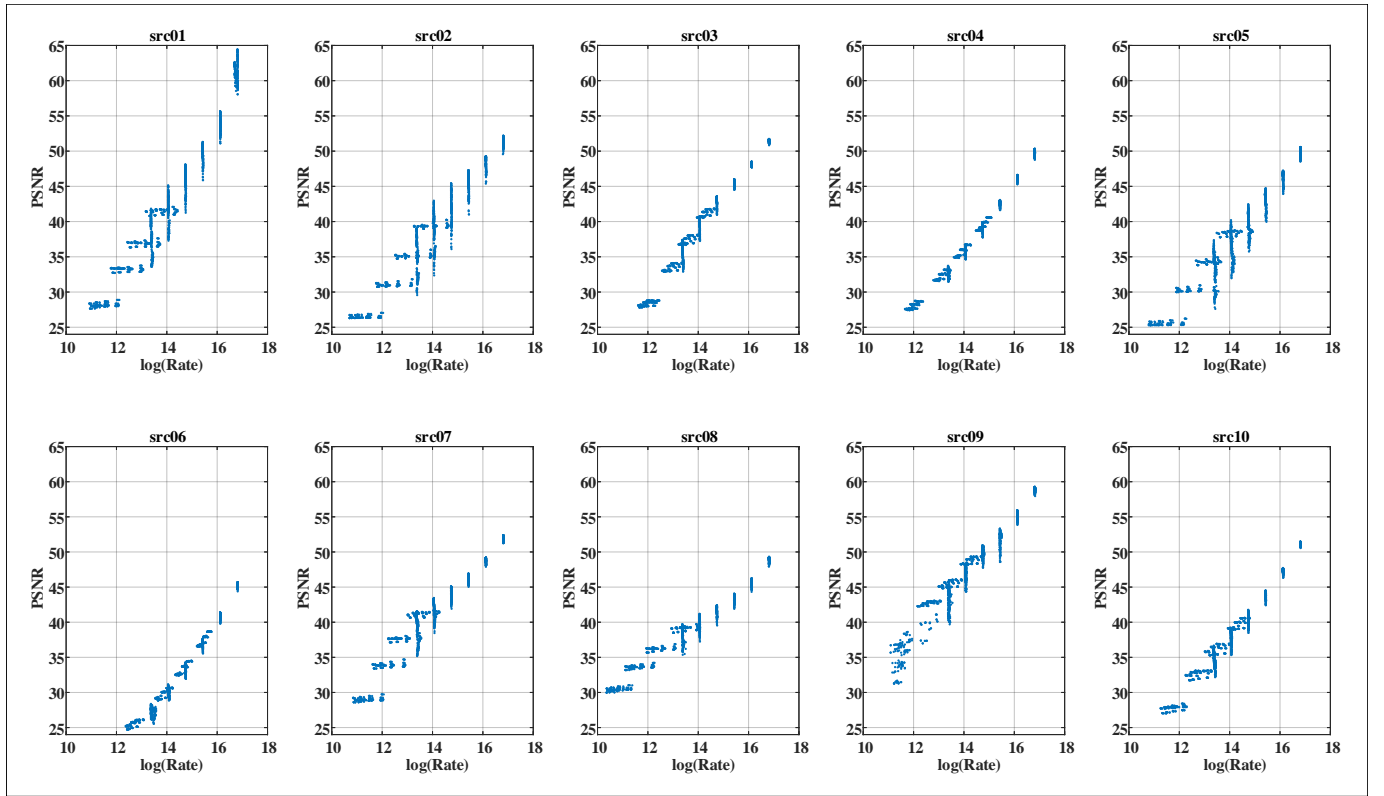 src01 src02 src03 src04 src05
65 65 65 65 65
60 60 60 60 60
55 55 55 55 55
50 50 50 50 50
45 45 45 45 45
PSNR PSNR PSNR PSNR PSNR
40 40 40 40 40
35 35 35 35 35
30 30 30 30 30
25 25 25 25 25
10 12 14 16 18 10 12 14 16 18 10 12 14 16 18 10 12 14 16 18 10 12 14 16 18
log(Rate) log(Rate) log(Rate) log(Rate) log(Rate)
src06 src07 src08 src09 src10
65 65 65 65 65
60 60 60 60 60
55 55 55 55 55
50 50 50 50 50
45 45 45 45 45
PSNR PSNR PSNR PSNR PSNR
40 40 40 40 40
35 35 35 35 35
30 30 30 30 30
25 25 25 25 25
10 12 14 16 18 10 12 14 16 18 10 12 14 16 18 10 12 14 16 18 10 12 14 16 18
log(Rate) log(Rate) log(Rate) log(Rate) log(Rate)